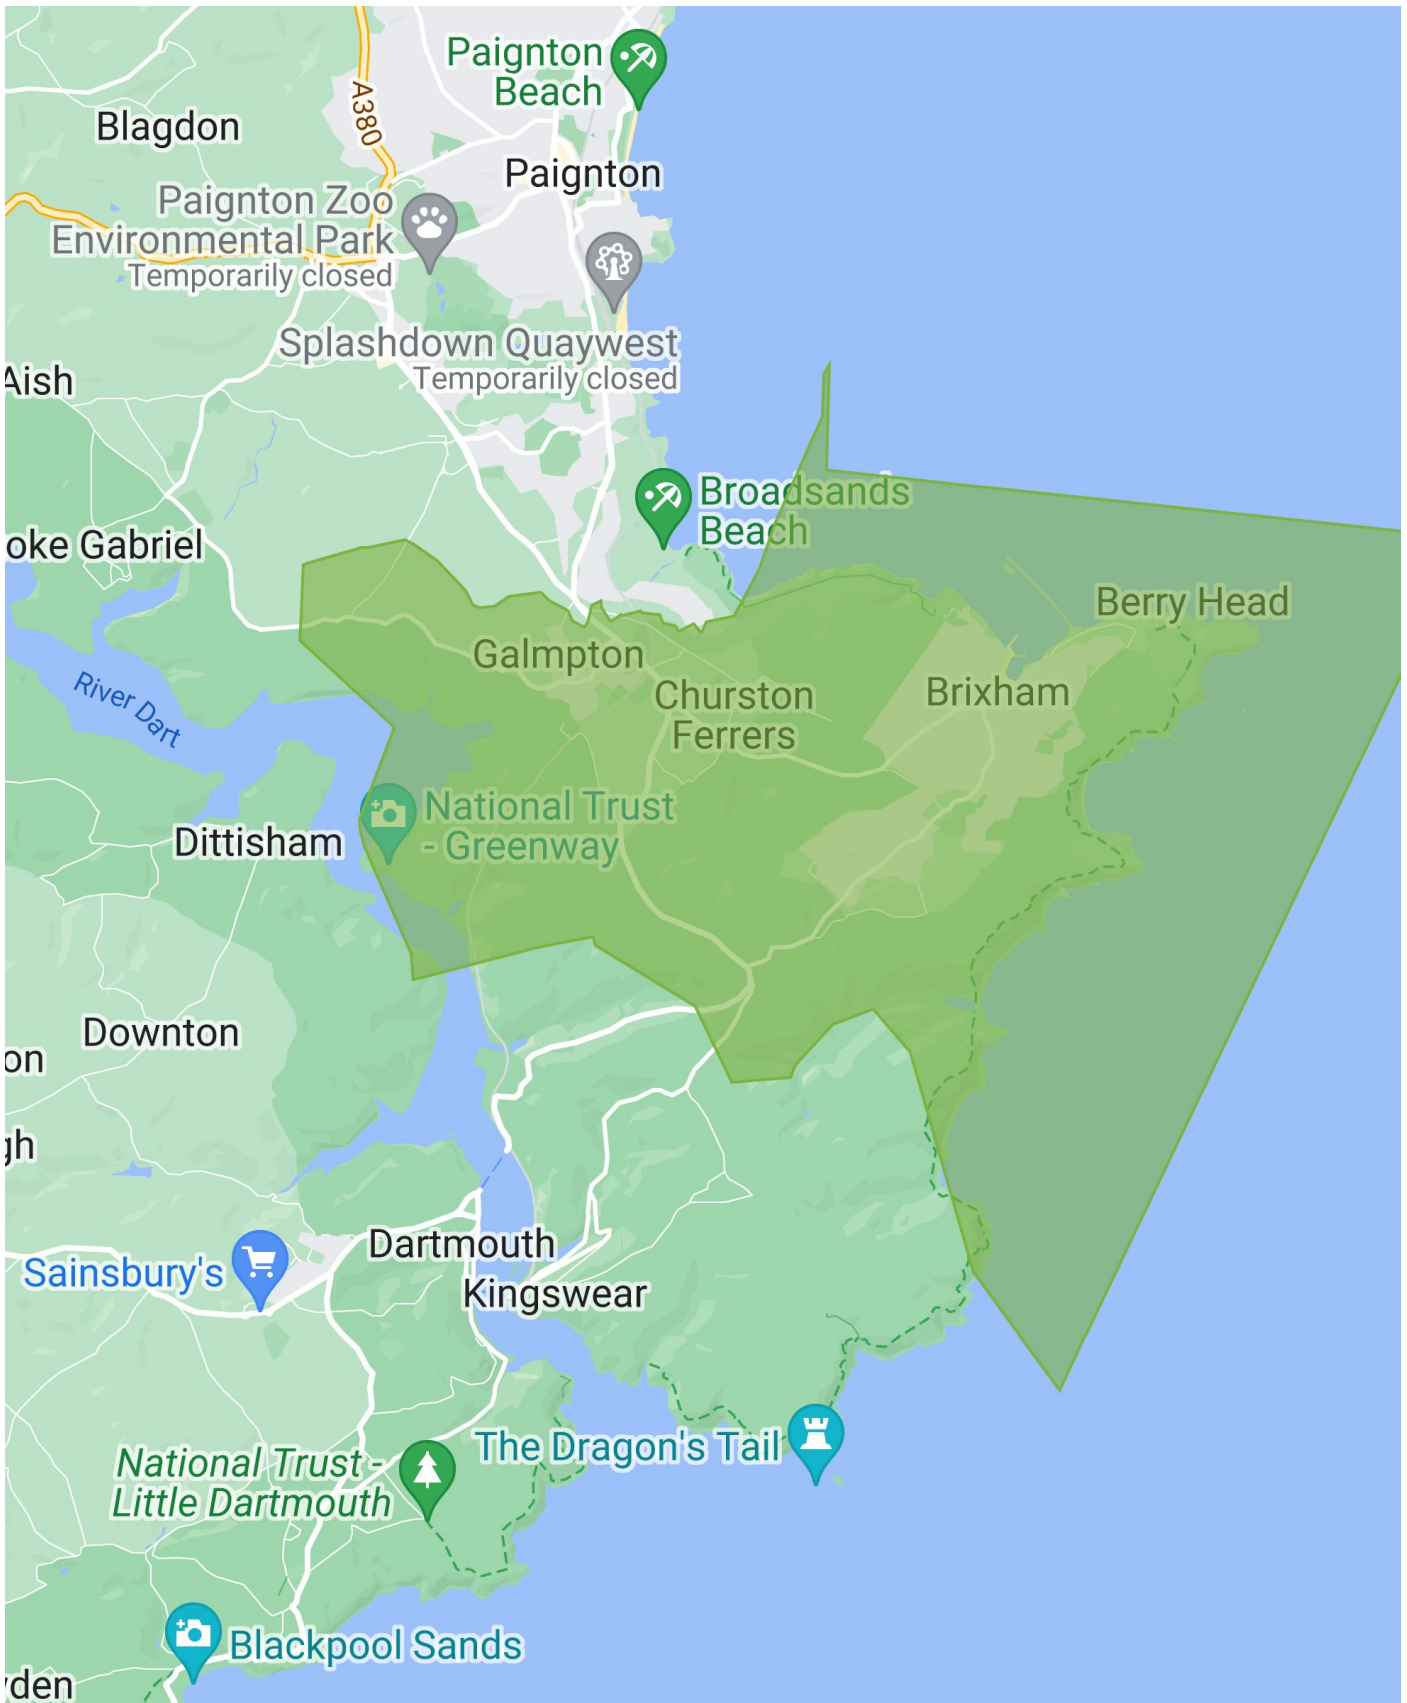 Paignton
Beach
A380
Blagdon
Paignton
Paignton Zoo
Environmental Park
Temporarily closed
Splashdown Quaywest
Temporarily closed
Aish
Broadsands
Beach
oke Gabriel
Berry Head
Galmpton
River Dart
Churston
Ferrers
Brixham
National Trust
- Greenway
Dittisham
Downton
on
gh
Dartmouth
Sainsbury's
Kingswear
The Dragon's Tail
National Trust -
Little Dartmouth
Blackpool Sands
den